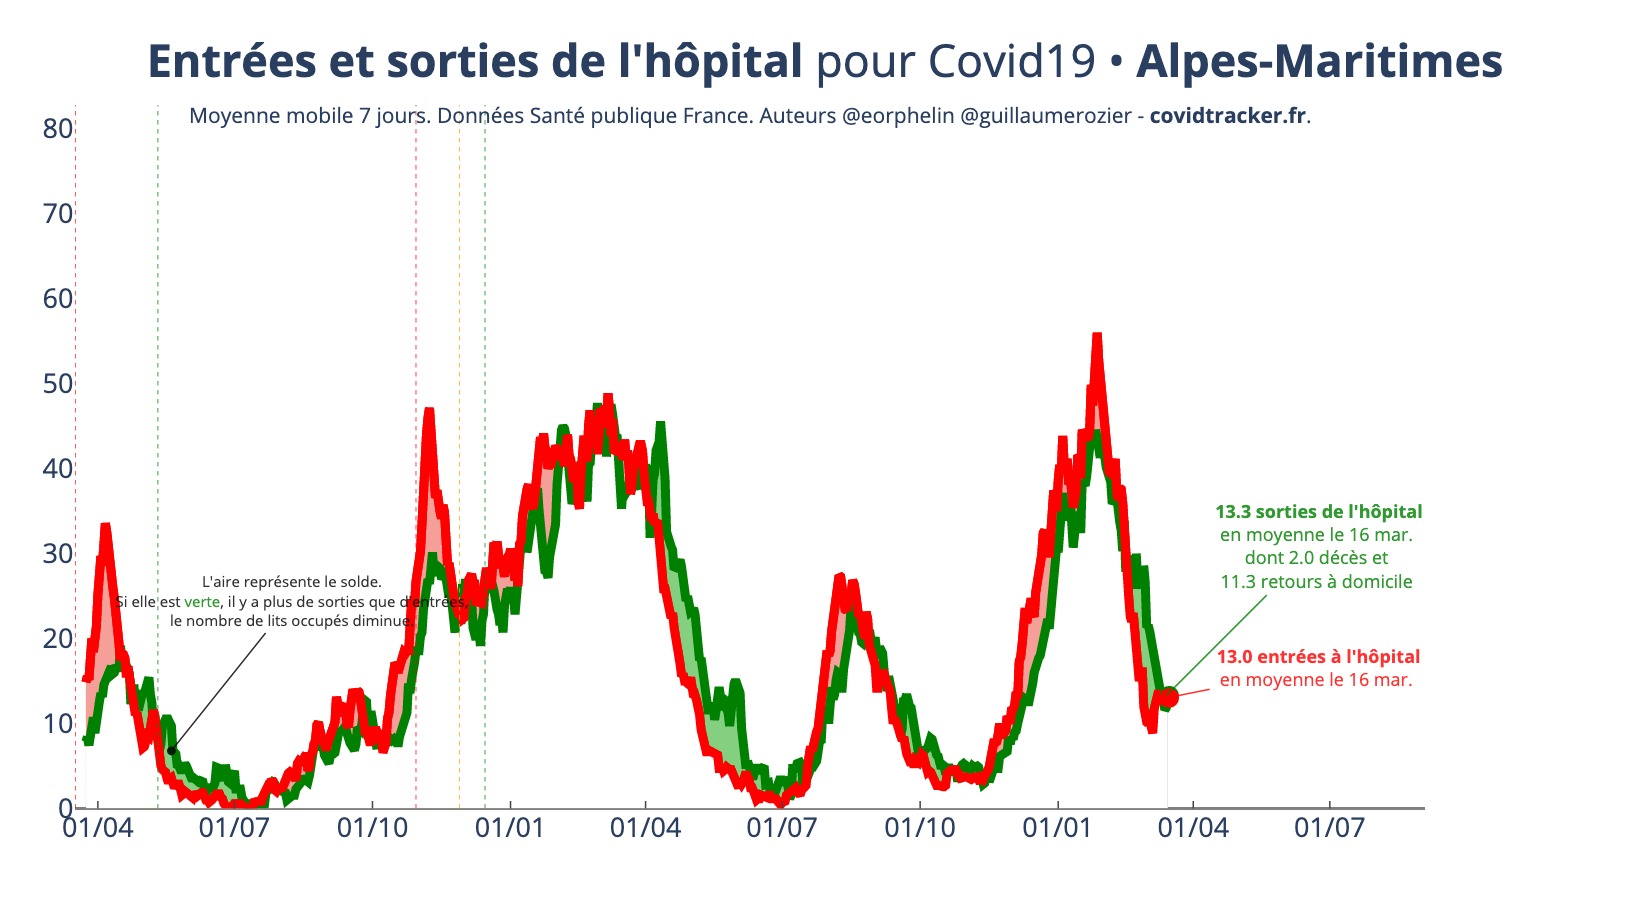 Entrées et sorties de l'hôpital pour Covid19 • Alpes-Maritimes
Moyenne mobile 7 jours. Données Santé publique France. Auteurs @eorphelin @guillaumerozier - covidtracker.fr.
80
70
60
50
40
30
20
10
0
L'aire représente le solde.
Si elle est verte, il y a plus de sorties que d'entrées,
le nombre de lits occupés diminue.
13.3 sorties de l'hôpital
en moyenne le 16 mar.
dont 2.0 décès et
11.3 retours à domicile
13.0 entrées à l'hôpital
en moyenne le 16 mar.
01/04 01/07 01/10 01/01 01/04 01/07 01/10 01/01 01/04 01/07